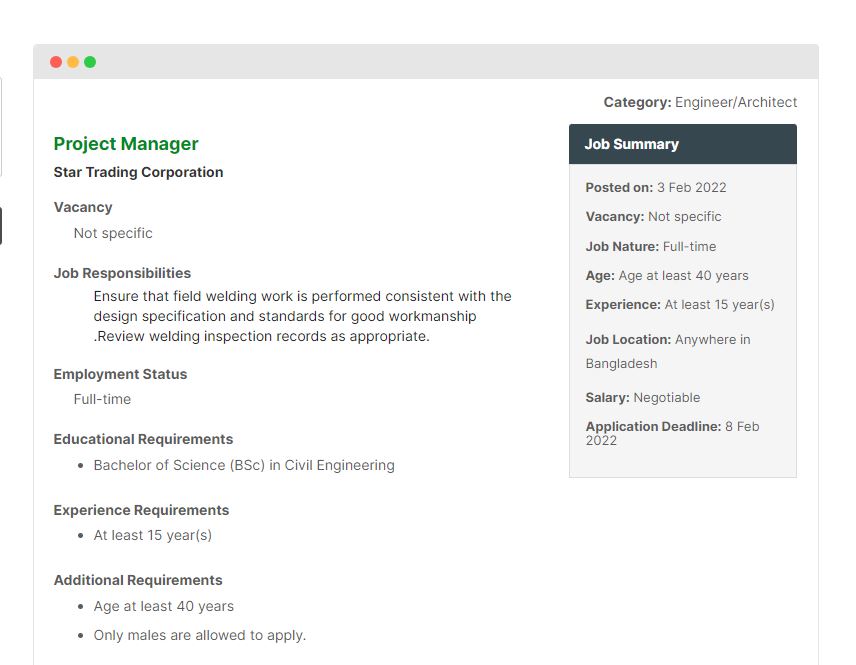 Category: Engineer/Architect
Project Manager
Star Trading Corporation
Vacancy
Not specific
Job Responsibilities
Ensure that field welding work is performed consistent with the
design specification and standards for good workmanship
.Review welding inspection records as appropriate.
Employment Status
Full-time
Educational Requirements
Bachelor of Science (BSc) in Civil Engineering
Experience Requirements
At least 15 year(s)
Additional Requirements
Age at least 40 years
Only males are allowed to apply.
Job Summary
Posted on: 3 Feb 2022
Vacancy: Not specific
Job Nature: Full-time
Age: Age at least 40 years
Experience: At least 15 year(s)
Job Location: Anywhere in
Bangladesh
Salary: Negotiable
Application Deadline: 8 Feb
2022